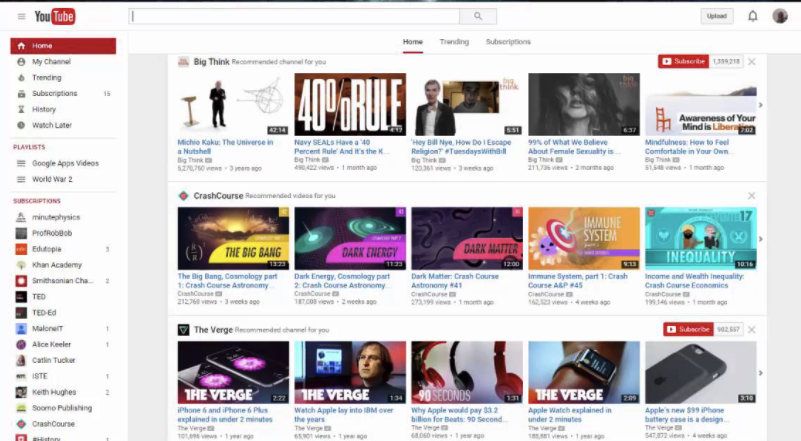 YouTube
Upload
Home Trending Subscriptions
Home
My Channel
Trending
Subscriptions 15
History
Watch Later
PLAYLISTS
Google Apps Videos
World War 2
SUBSCRIPTIONS
minutephysics
ProfRobBob
Edutopia 3
Khan Academy
Smithsonian Cha... 2
TED
TED-Ed
MaloneIT 1
Alice Keeler 1
Catlin Tucker
ISTE 1
Keith Hughes 2
Soomo Publishing
CrashCourse
#History
Big Think Recommended channel for you
Subscribe 1,359,218
42:14
40% RULE
4:12
big think
5:51
big think
6:37
Awareness of Your
Mind is Liberat
7:02
Michio Kaku: The Universe in
a Nutshell
Big Think
5,270,760 views • 3 years ago
Navy SEALs Have a '40
Percent Rule' And It's the K...
Big Think
490,422 views • 1 month ago
'Hey Bill Nye, How Do I Escape
Religion?' #TuesdaysWithBill
Big Think
views • 3 weeks ago
99% of What We Believe
About Female Sexuality is ...
Big Think
211,736 views • 2 months ago
Mindfulness: How to Feel
Comfortable in Your Own...
Big Think
51,548 views • 1 month ago
CrashCourse Recommended videos for you
THE BIG BANG
13:23
DARK ENERGY
11:23
DARK MATTER
12:00
IMMUNE
SYSTEM
9:13
17
INEQUALITY
10:16
The Big Bang, Cosmology part
1: Crash Course Astronomy...
CrashCourse
212,760 views • 3 weeks ago
Dark Energy, Cosmology part
2: Crash Course Astronomy...
CrashCourse
187,008 views • 2 weeks ago
Dark Matter: Crash Course
Astronomy #41
CrashCourse
273,199 views • 1 month ago
Immune System, part 1: Crash
Course A&P #45
CrashCourse
162,523 views • 4 weeks ago
Income and Wealth Inequality:
Crash Course Economics
CrashCourse
199,146 views • 1 month ago
The Verge Recommended channel for you
Subscribe 982,557
THE VERGE
2:22
THE VERGE
1:34
90 SECONDS
1:31
THE VERGE
2:09
3:18
iPhone 6 and iPhone 6 Plus
explained in under 2 minutes
The Verge
101,696 views • 1 year ago
Watch Apple lay into IBM over
the years
The Verge
views • 1 year ago
Why Apple would pay $3.2
billion for Beats: 90 Second...
The Verge
68,060 views • 1 year ago
Apple Watch explained in
under 2 minutes
The Verge
188,881 views • 1 year ago
Apple's new $99 iPhone
battery case is a design...
The Verge
547,872 views • 4 weeks ago